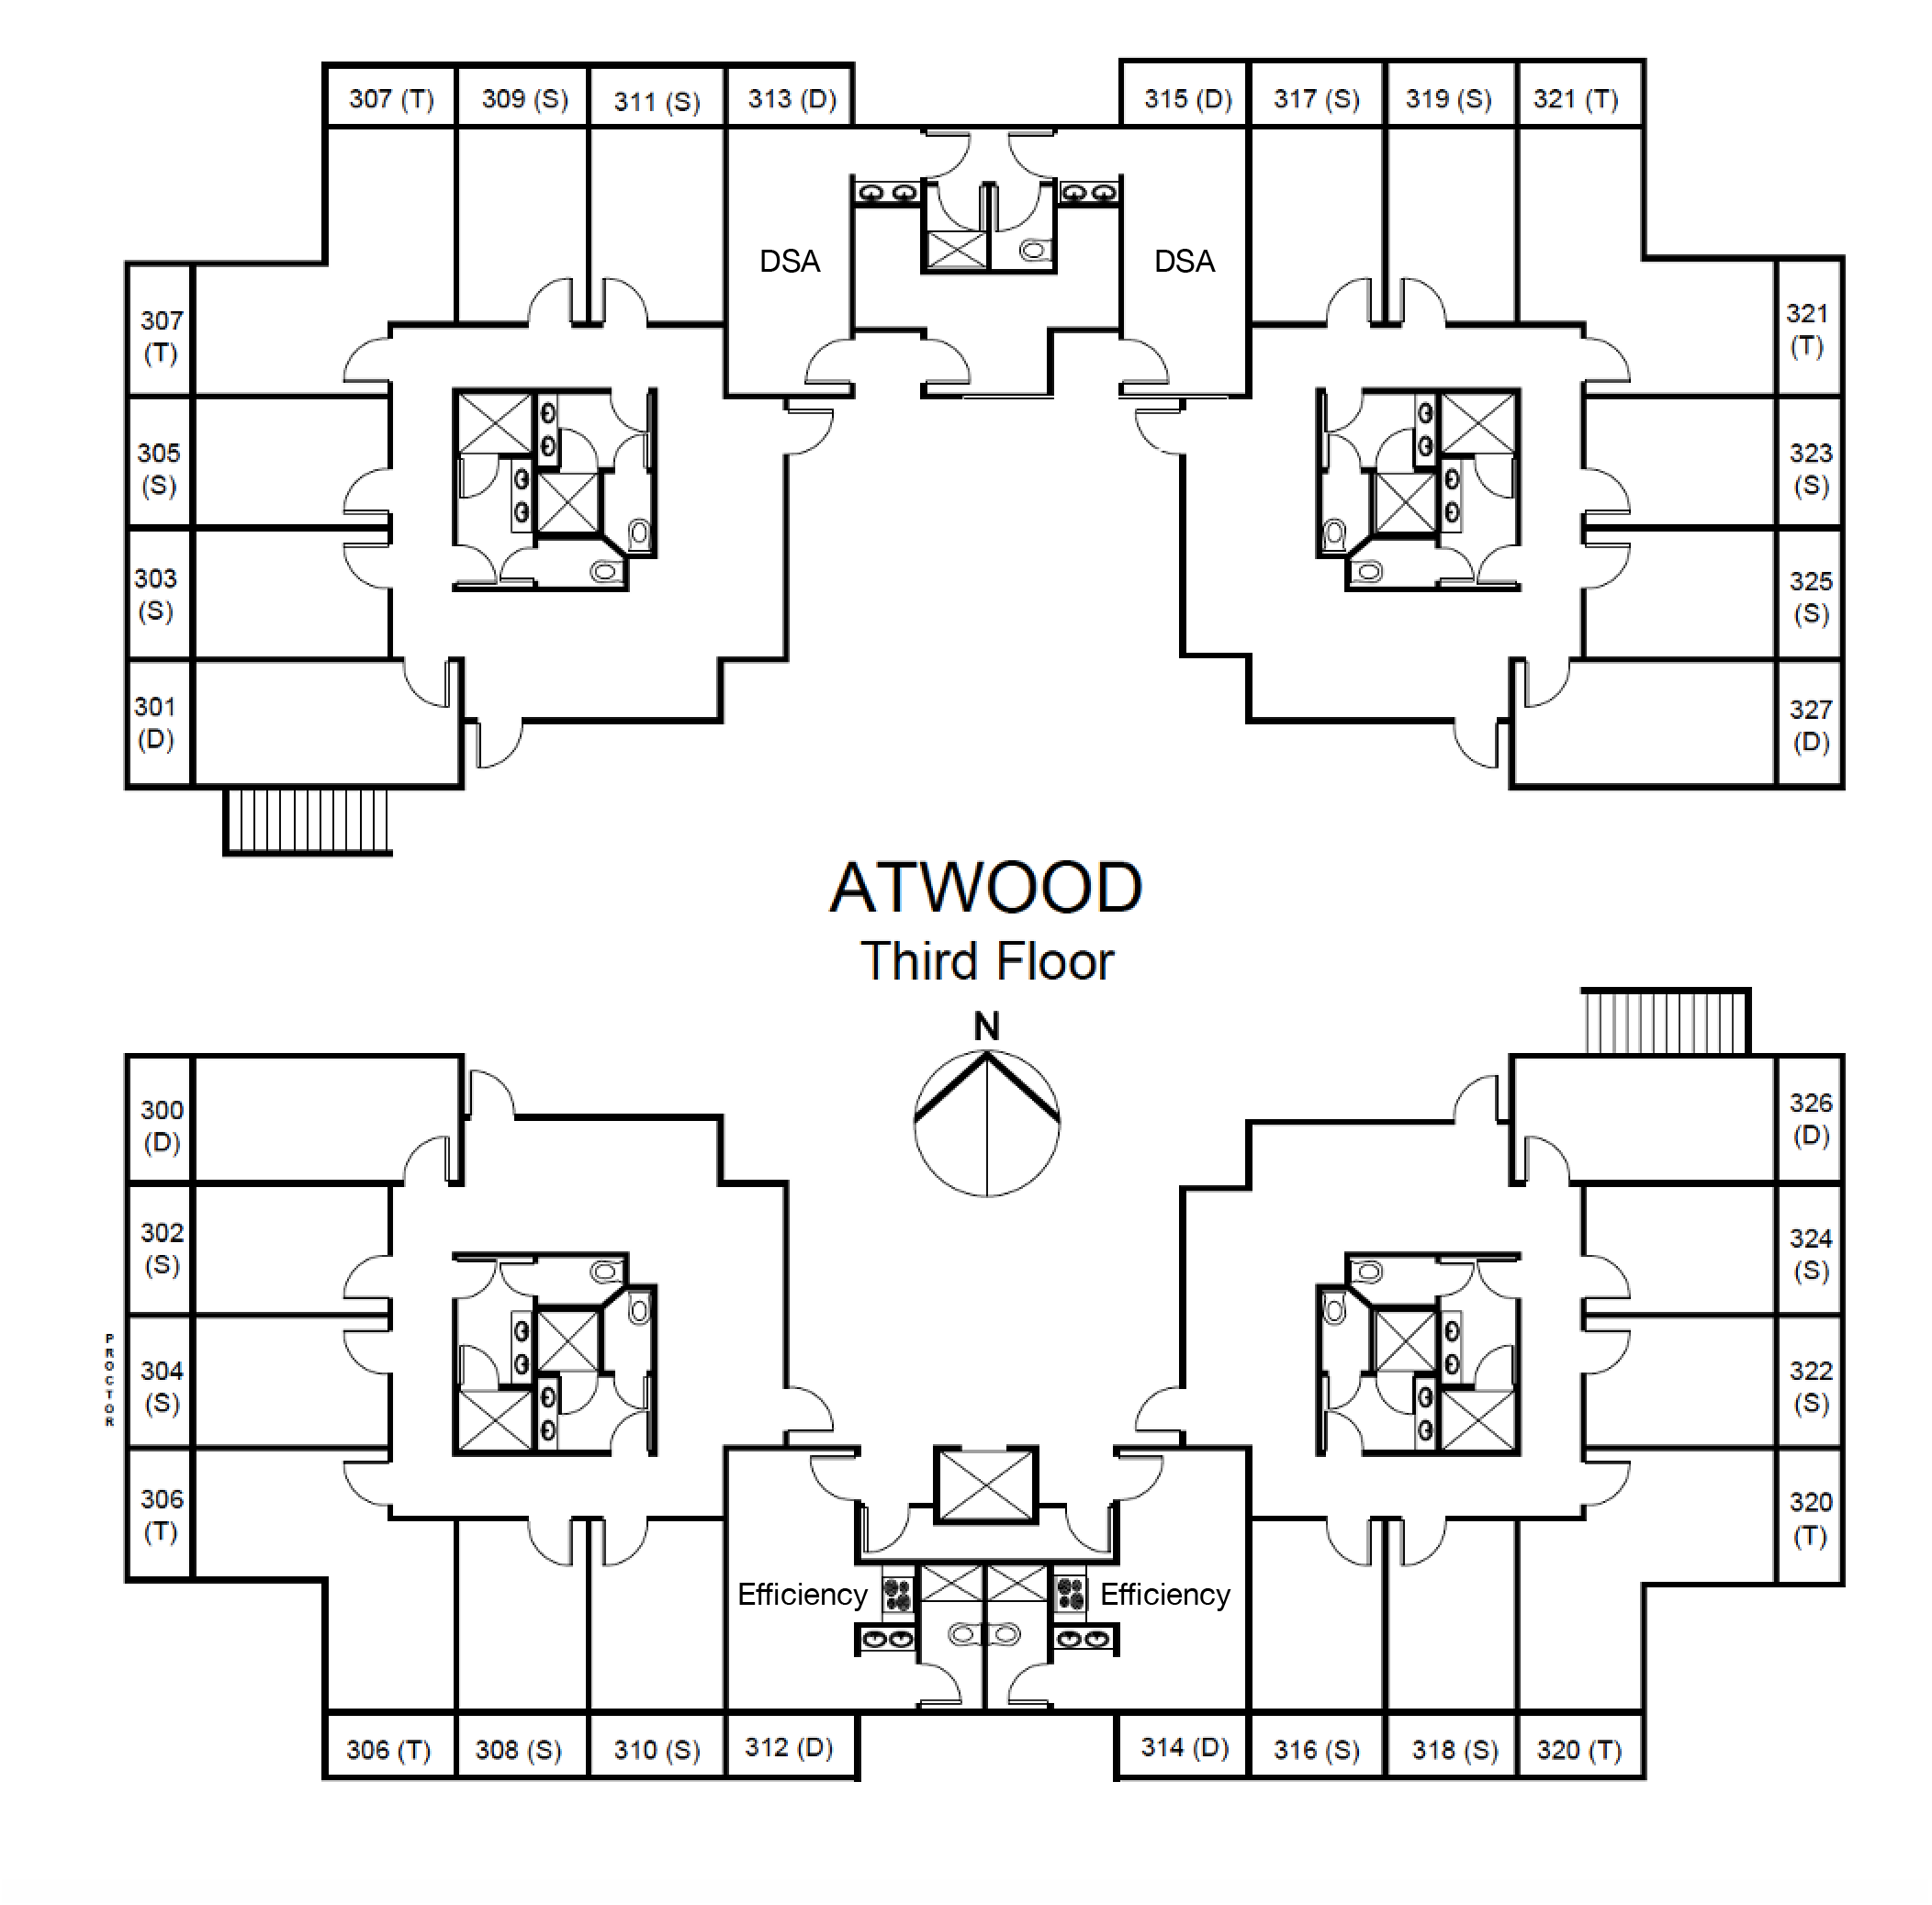 307 (T) 309 (S) 311 (S) 313 (D) 315 (D) 317 (S) 319 (S) 321 (T)
DSA DSA
307
(T)
321
(T)
305
(S)
323
(S)
303
(S)
325
(S)
301
(D)
327
(D)
ATWOOD
Third Floor
N
300
(D)
326
(D)
302
(S)
324
(S)
PROCTOR
304
(S)
322
(S)
306
(T)
320
(T)
Efficiency Efficiency
306 (T) 308 (S) 310 (S) 312 (D) 314 (D) 316 (S) 318 (S) 320 (T)